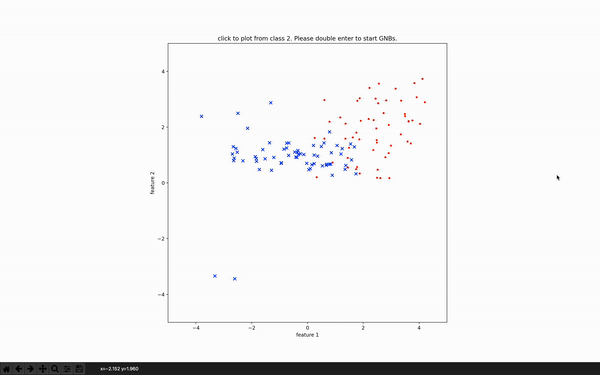 click to plot from class 2. Please double enter to start GNBs.
4
2
0
−2
−4
feature 2
−4
−2
0
2
4
feature 1
x=-2.152 y=1.960